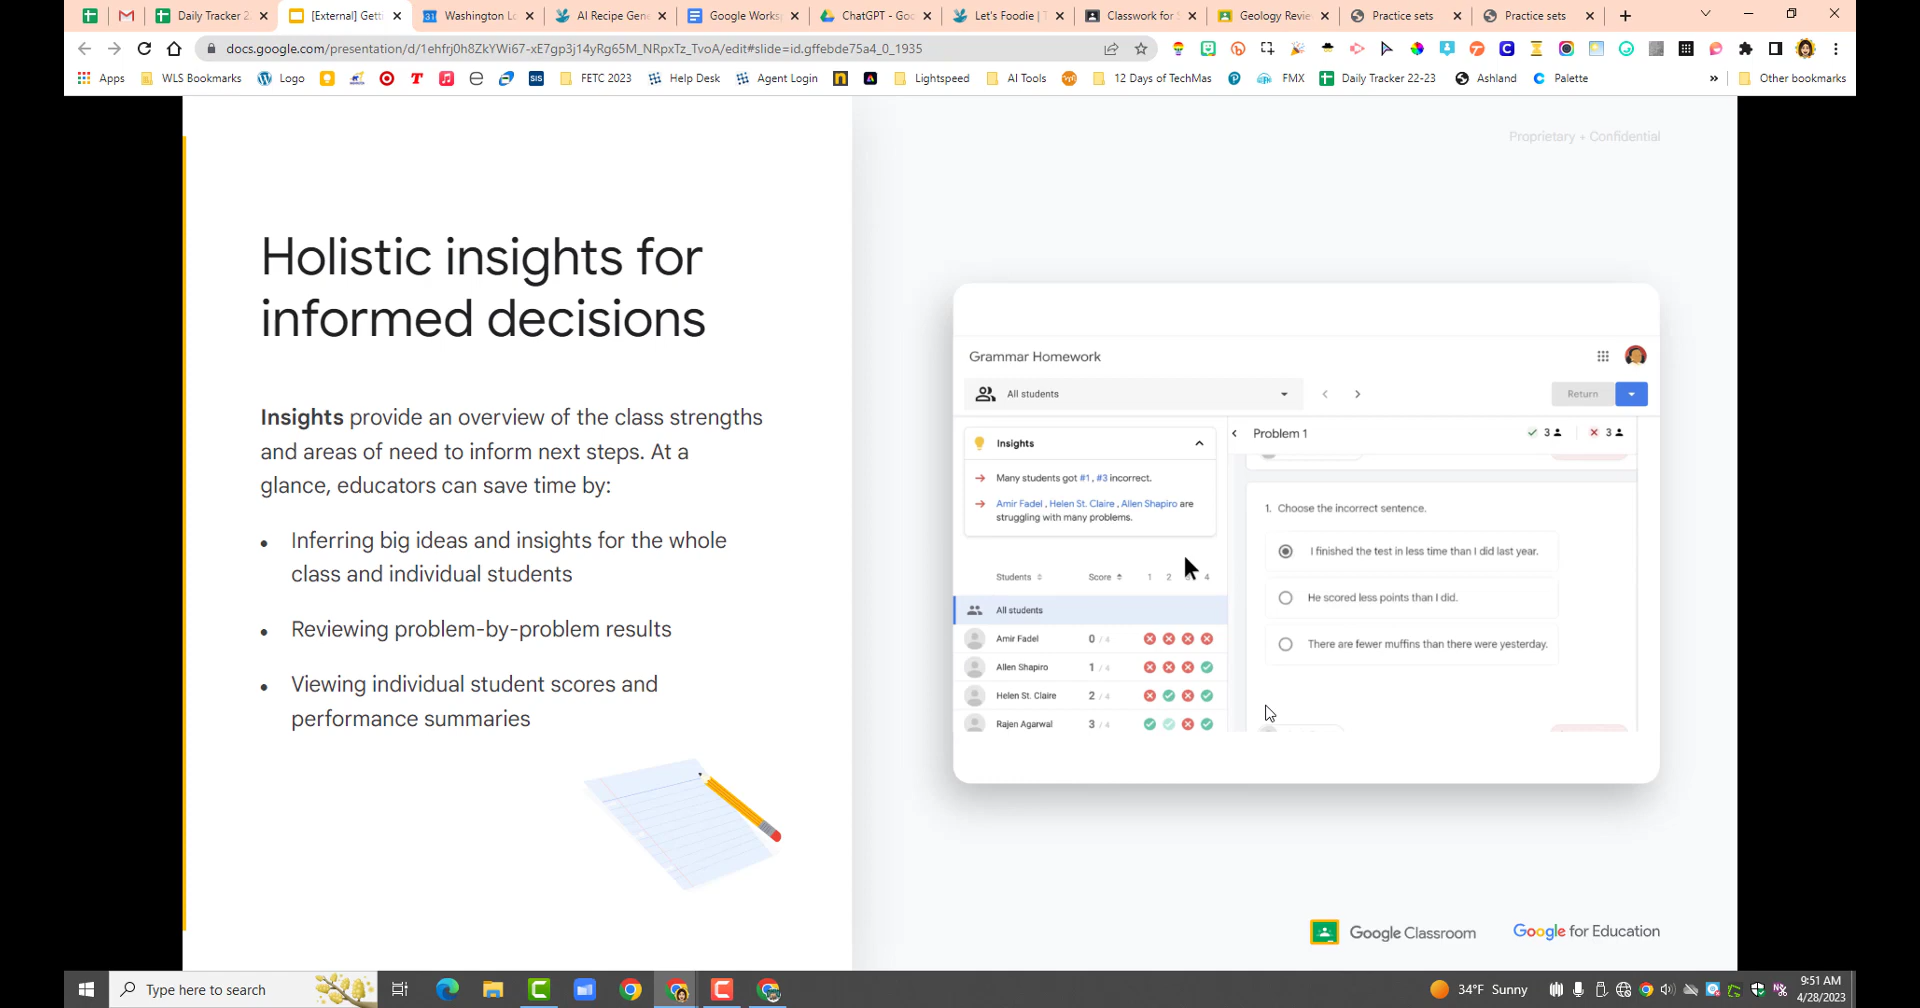 Daily Tracker 2
[External] Gett
Washington Lo
AI Recipe Gene
Google Works
ChatGPT - Goo
Let's Foodie | T
Classwork for S
Geology Revie
Practice sets
Practice sets
docs.google.com/presentation/d/1ehfrj0h8ZkYWi67-xE7gp3j14yRg65M_NRpxTz_TvoA/edit#slide=id.gffebde75a4_0_1935
Apps
WLS Bookmarks
Logo
FETC 2023
Help Desk
Agent Login
Lightspeed
AI Tools
12 Days of TechMas
FMX
Daily Tracker 22-23
Ashland
Palette
»
Other bookmarks
Proprietary + Confidential
Holistic insights for
informed decisions
Insights provide an overview of the class strengths
and areas of need to inform next steps. At a
glance, educators can save time by:
• Inferring big ideas and insights for the whole
class and individual students
• Reviewing problem-by-problem results
• Viewing individual student scores and
performance summaries
Grammar Homework
All students
Return
Insights
Many students got #1, #3 incorrect.
Amir Fadel, Helen St. Claire, Allen Shapiro are
struggling with many problems.
Students Score 1 2 4
All students
Amir Fadel 0 / 4
Allen Shapiro 1 / 4
Helen St. Claire 2 / 4
Rajen Agarwal 3 / 4
Problem 1
3
3
1. Choose the incorrect sentence.
I finished the test in less time than I did last year.
He scored less points than I did.
There are fewer muffins than there were yesterday.
Google Classroom
Google for Education
Type here to search
34°F Sunny
9:51 AM
4/28/2023